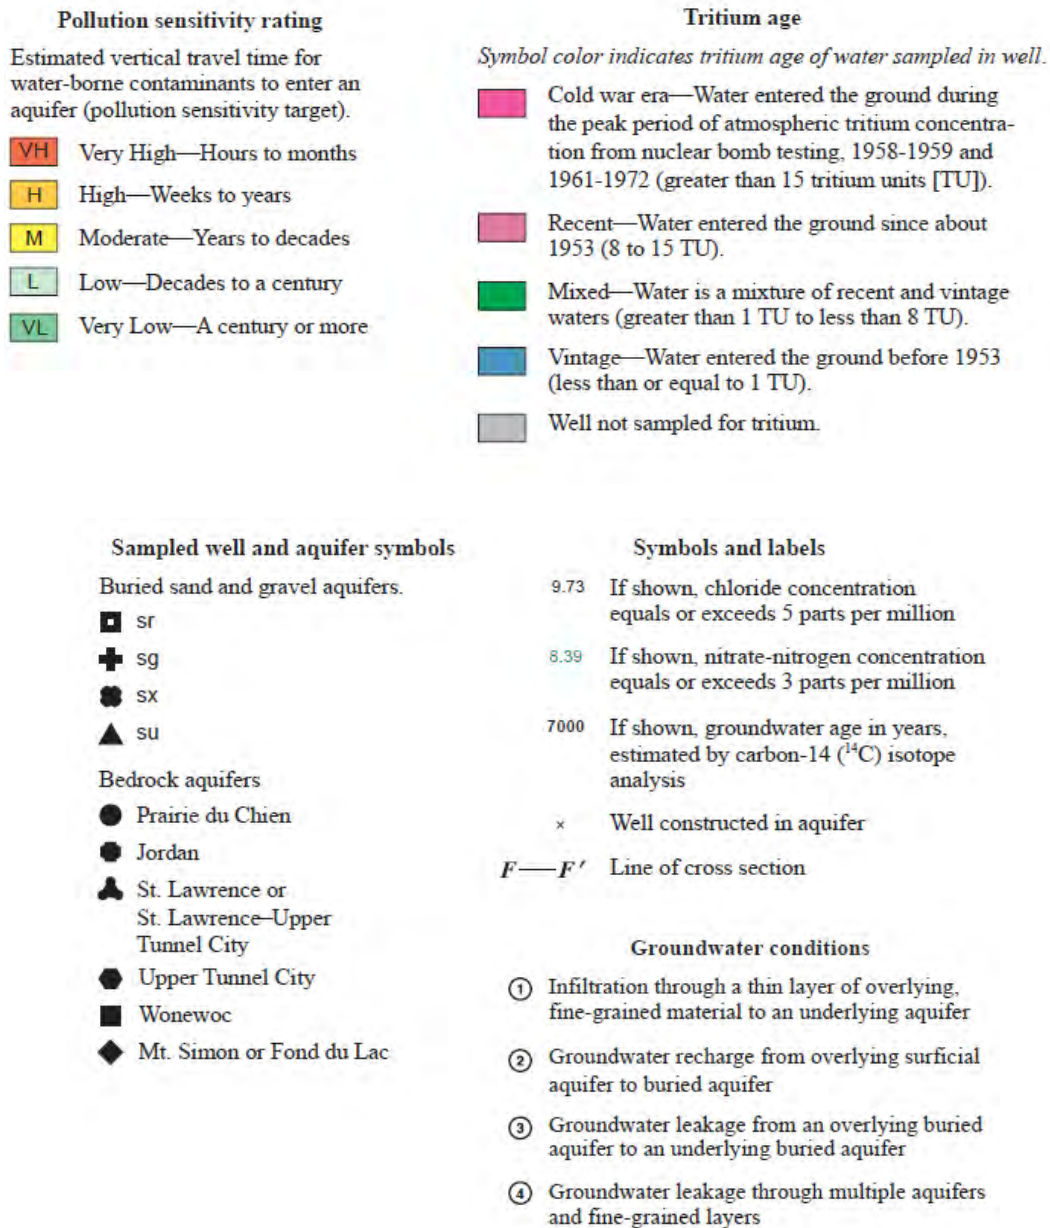 Pollution sensitivity rating
Estimated vertical travel time for
water-borne contaminants to enter an
aquifer (pollution sensitivity target).
VH Very High—Hours to months
H High—Weeks to years
M Moderate—Years to decades
L Low—Decades to a century
VL Very Low—A century or more
Tritium age
Symbol color indicates tritium age of water sampled in well.
Cold war era—Water entered the ground during
the peak period of atmospheric tritium concentra-
tion from nuclear bomb testing, 1958-1959 and
1961-1972 (greater than 15 tritium units [TU]).
Recent—Water entered the ground since about
1953 (8 to 15 TU).
Mixed—Water is a mixture of recent and vintage
waters (greater than 1 TU to less than 8 TU).
Vintage—Water entered the ground before 1953
(less than or equal to 1 TU).
Well not sampled for tritium.
Sampled well and aquifer symbols
Buried sand and gravel aquifers.
sr
sg
sx
su
Bedrock aquifers
Prairie du Chien
Jordan
St. Lawrence or
St. Lawrence–Upper
Tunnel City
Upper Tunnel City
Wonewoc
Mt. Simon or Fond du Lac
Symbols and labels
9.73 If shown, chloride concentration
equals or exceeds 5 parts per million
8.39 If shown, nitrate-nitrogen concentration
equals or exceeds 3 parts per million
7000 If shown, groundwater age in years,
estimated by carbon-14 (¹⁴C) isotope
analysis
× Well constructed in aquifer
F—F′ Line of cross section
Groundwater conditions
① Infiltration through a thin layer of overlying,
fine-grained material to an underlying aquifer
② Groundwater recharge from overlying surficial
aquifer to buried aquifer
③ Groundwater leakage from an overlying buried
aquifer to an underlying buried aquifer
④ Groundwater leakage through multiple aquifers
and fine-grained layers